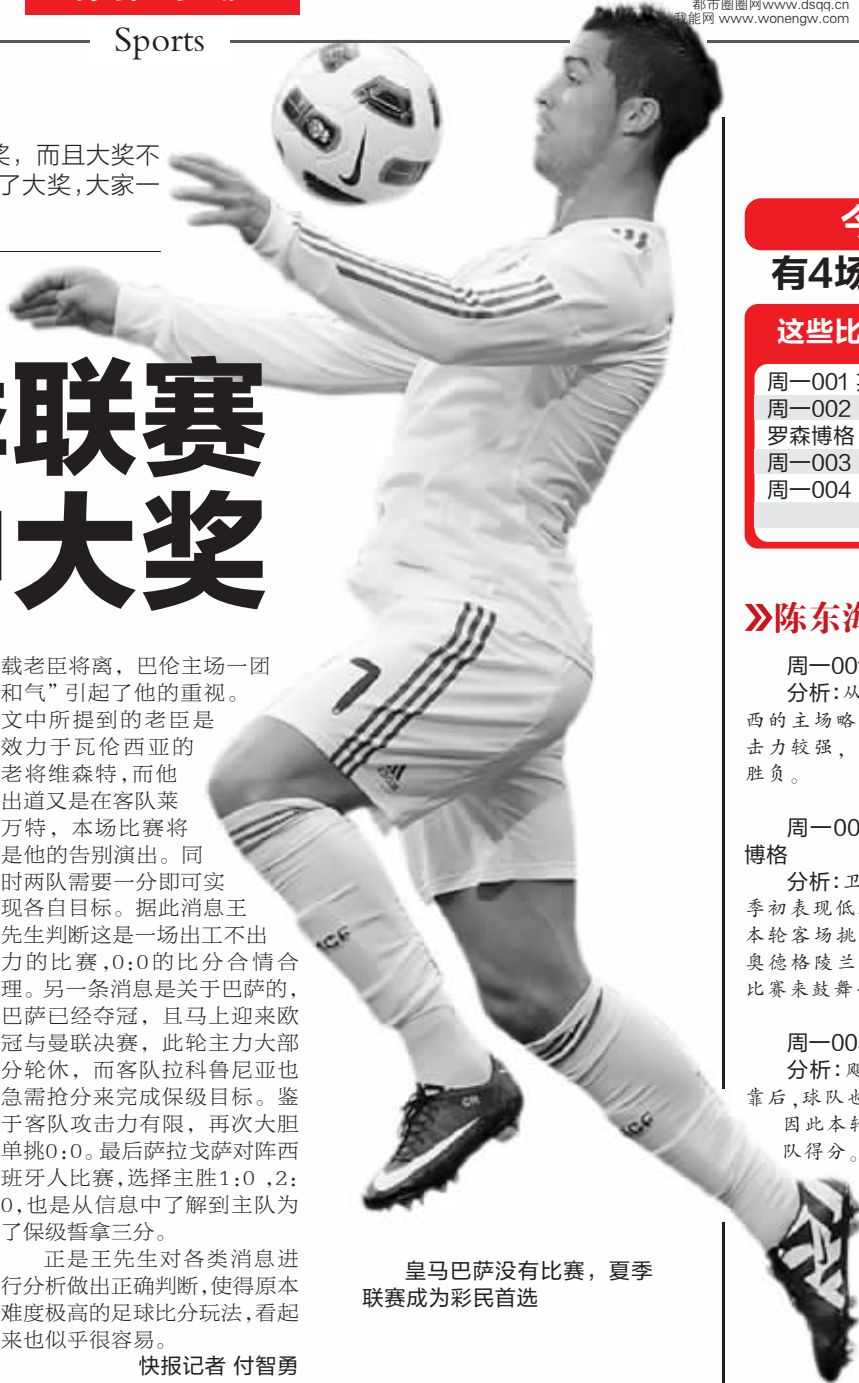 都市圈圈网www.dsqq.cn
我能网 www.wonengw.com
Sports
奖，而且大奖不
了大奖，大家一
联赛
大奖
载老臣将离，巴伦主场一团
和气”引起了他的重视。
文中所提到的老臣是
效力于瓦伦西亚的
老将维森特，而他
出道又是在客队莱
万特，本场比赛将
是他的告别演出。同
时两队需要一分即可实
现各自目标。据此消息王
先生判断这是一场出工不出
力的比赛，0:0的比分合情合
理。另一条消息是关于巴萨的，
巴萨已经夺冠，且马上迎来欧
冠与曼联决赛，此轮主力大部
分轮休，而客队拉科鲁尼亚也
急需抢分来完成保级目标。鉴
于客队攻击力有限，再次大胆
单挑0:0。最后萨拉戈萨对阵西
班牙人比赛，选择主胜1:0，2:
0，也是从信息中了解到主队为
了保级誓拿三分。
正是王先生对各类消息进
行分析做出正确判断，使得原本
难度极高的足球比分玩法，看起
来也似乎很容易。
快报记者 付智勇
7
adidas
CR
皇马巴萨没有比赛，夏季
联赛成为彩民首选
有4场
这些比
周一001
周一002
罗森博格
周一003
周一004
陈东海
周一001
分析：从
西的主场略
击力较强，
胜负。
周一00
博格
分析：卫
季初表现低
本轮客场挑
奥德格陵兰
比赛来鼓舞
周一003
分析：飓
靠后，球队也
因此本轮
队得分。